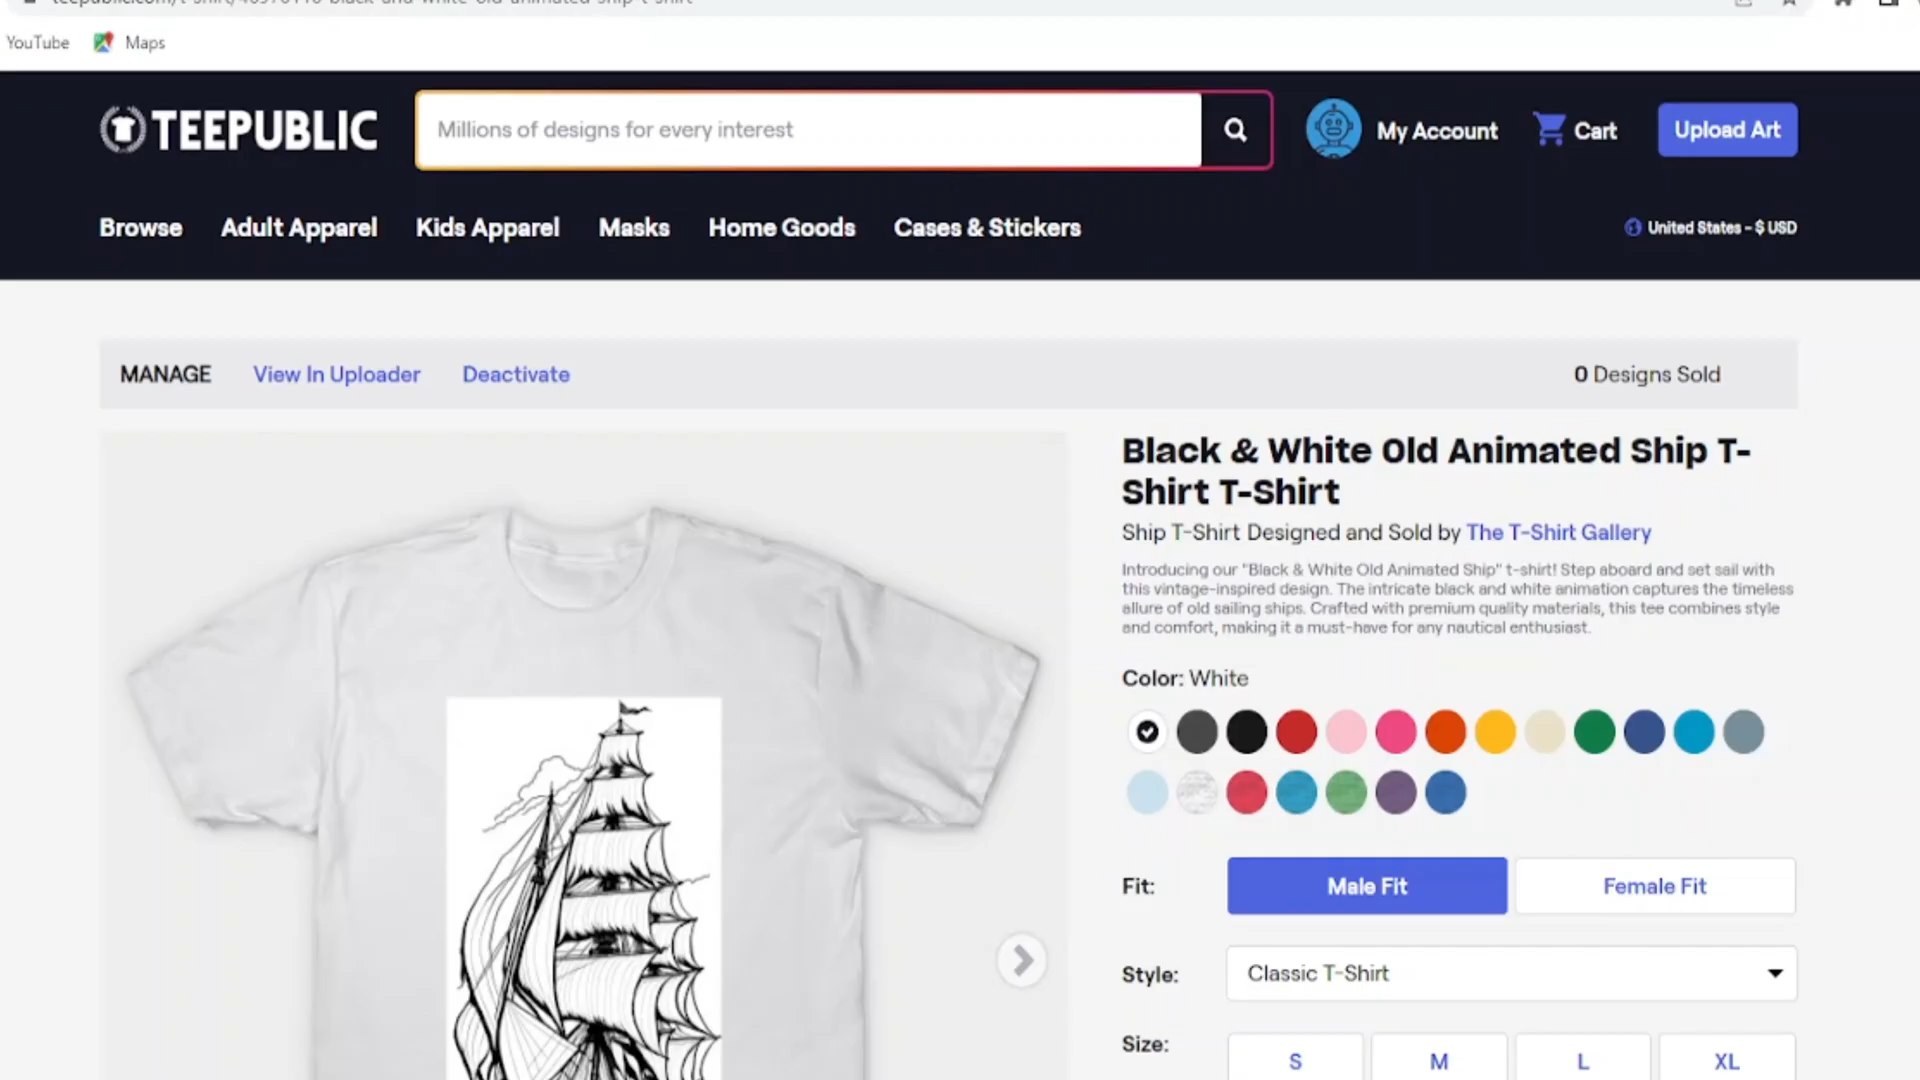 YouTube Maps
TEEPUBLIC
Millions of designs for every interest
My Account
Cart
Upload Art
Browse Adult Apparel Kids Apparel Masks Home Goods Cases & Stickers
United States - $ USD
MANAGE View In Uploader Deactivate
0 Designs Sold
Black & White Old Animated Ship T-
Shirt T-Shirt
Ship T-Shirt Designed and Sold by The T-Shirt Gallery
Introducing our "Black & White Old Animated Ship" t-shirt! Step aboard and set sail with
this vintage-inspired design. The intricate black and white animation captures the timeless
allure of old sailing ships. Crafted with premium quality materials, this tee combines style
and comfort, making it a must-have for any nautical enthusiast.
Color: White
Fit:
Male Fit
Female Fit
Style:
Classic T-Shirt
Size:
S M L XL